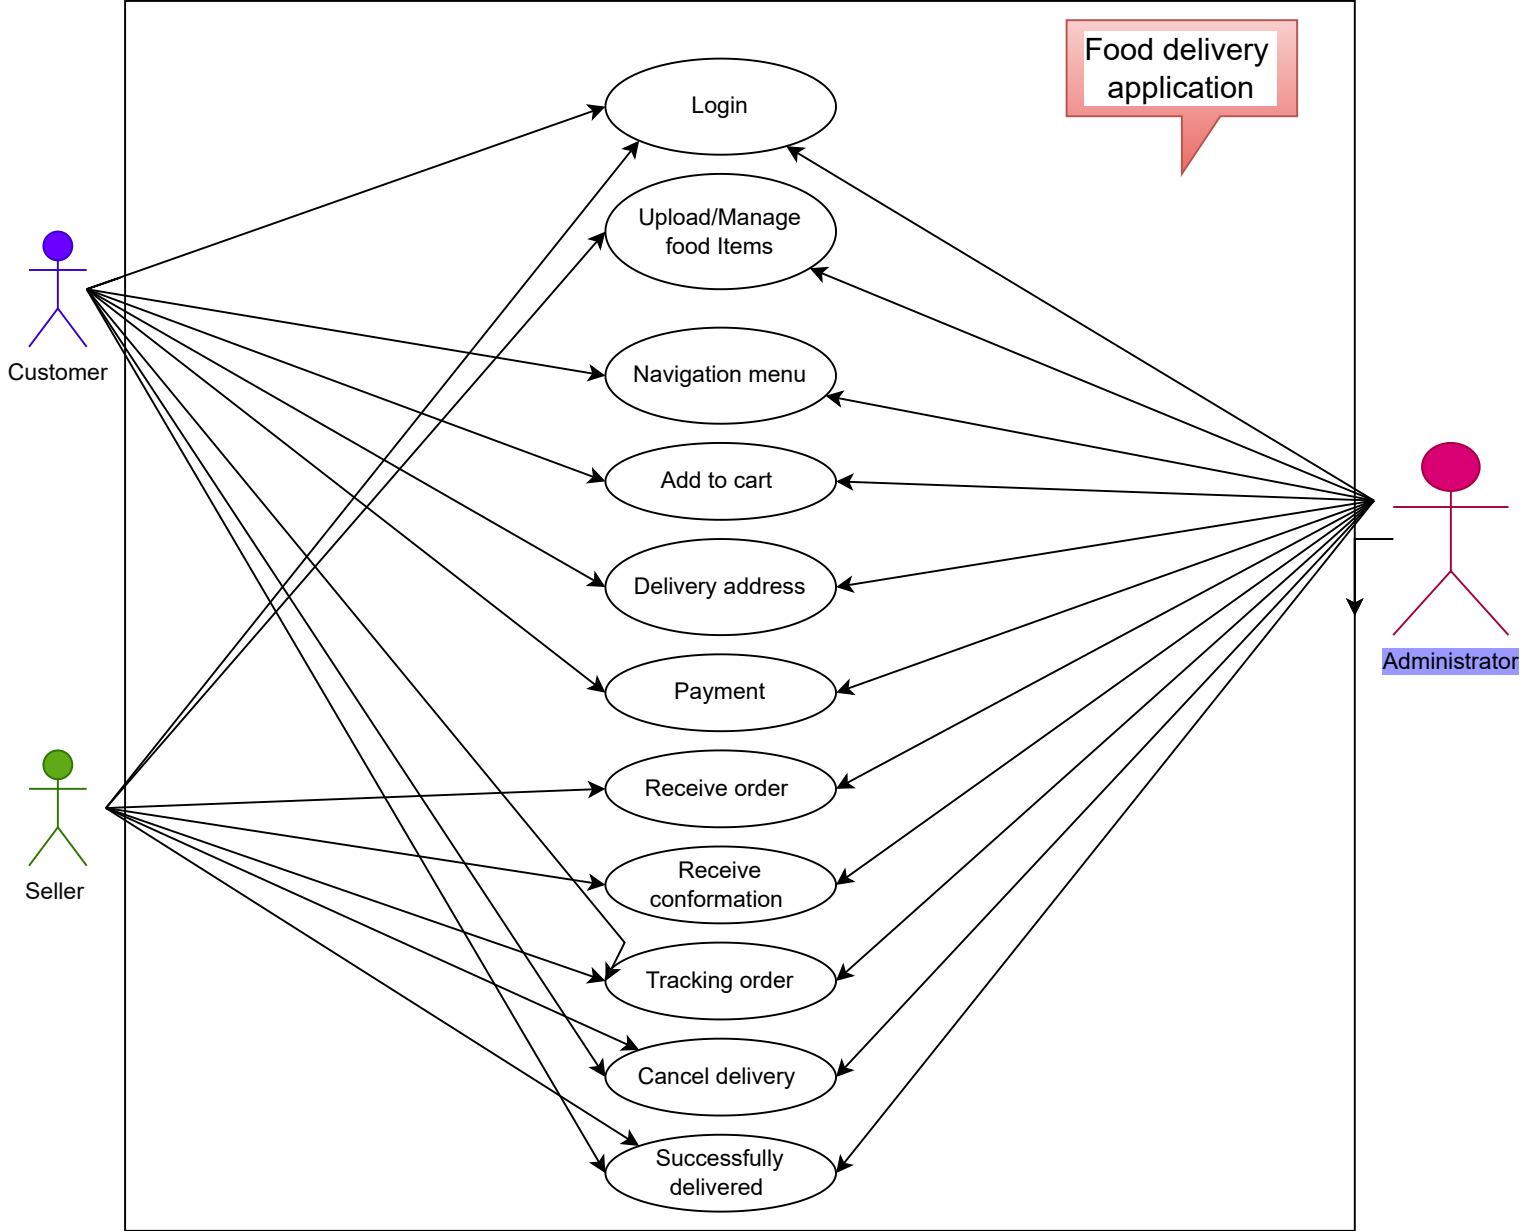 Food delivery
application
Login
Upload/Manage
food Items
Customer
Navigation menu
Add to cart
Delivery address
Administrator
Payment
Receive order
Seller
Receive
conformation
Tracking order
Cancel delivery
Successfully
delivered